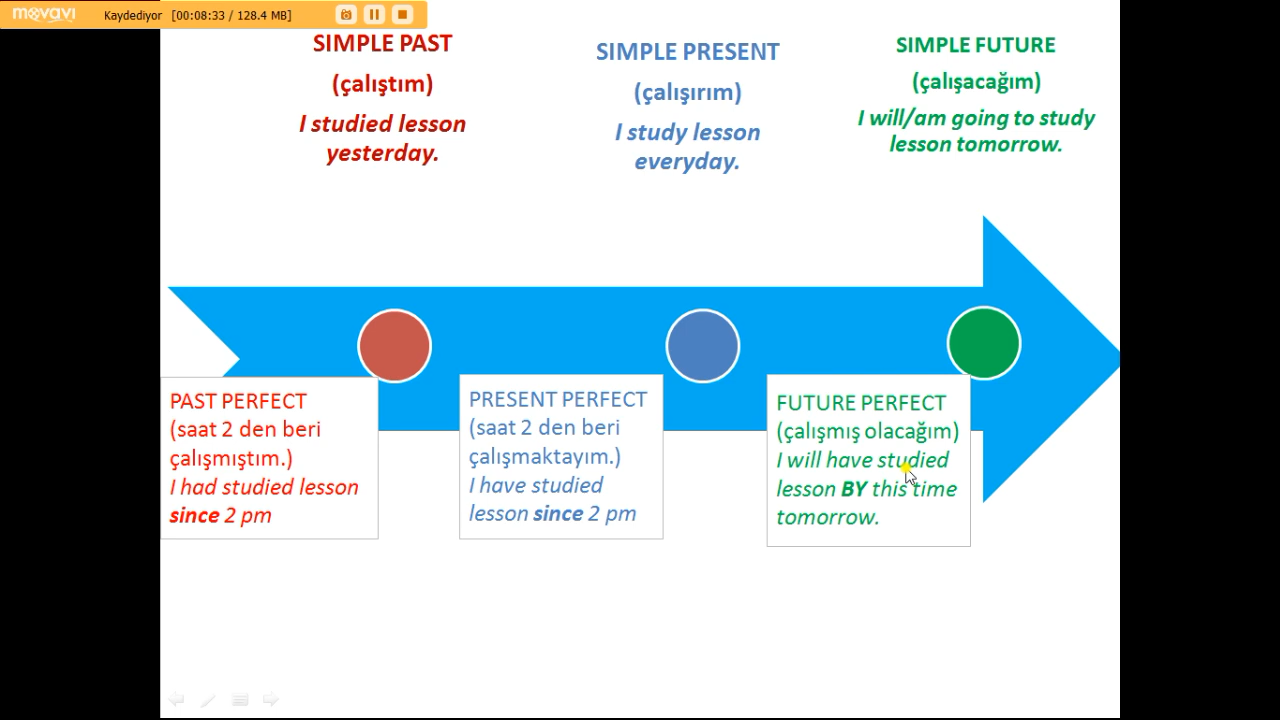 movavi
Kaydediyor [00:08:33 / 128.4 MB]
SIMPLE PAST
(çalıştım)
I studied lesson
yesterday.
SIMPLE PRESENT
(çalışırım)
I study lesson
everyday.
SIMPLE FUTURE
(çalışacağım)
I will/am going to study
lesson tomorrow.
PAST PERFECT
(saat 2 den beri
çalışmıştım.)
I had studied lesson
since 2 pm
PRESENT PERFECT
(saat 2 den beri
çalışmaktayım.)
I have studied
lesson since 2 pm
FUTURE PERFECT
(çalışmış olacağım)
I will have studied
lesson BY this time
tomorrow.